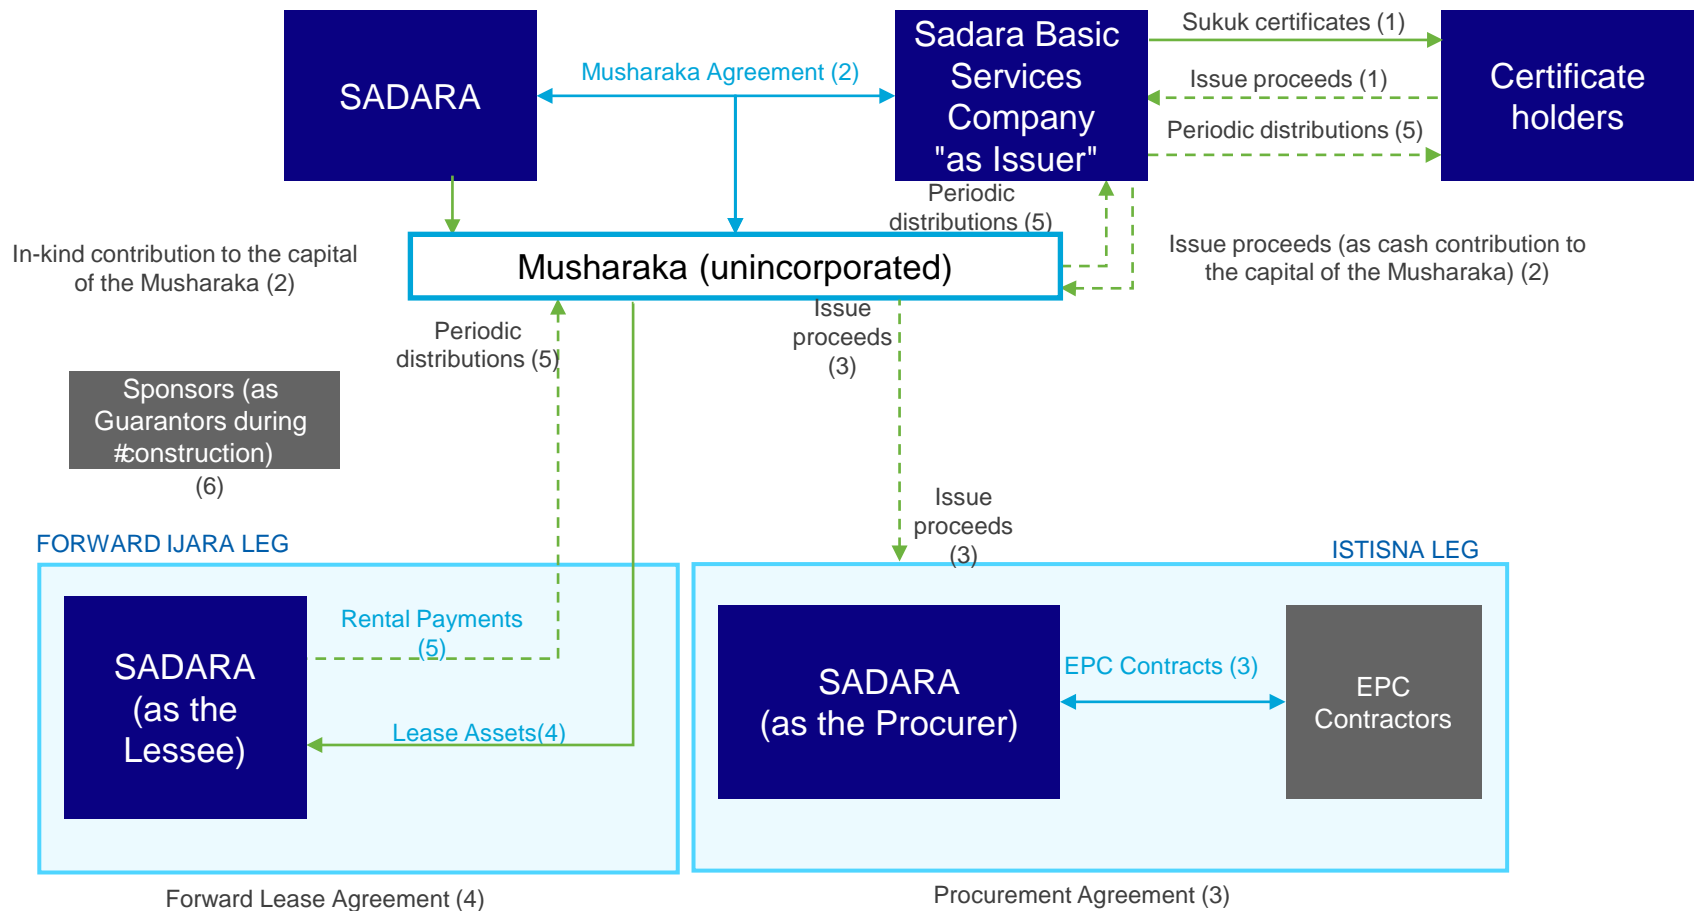 SADARA
Musharaka Agreement (2)
Sadara Basic
Services
Company
"as Issuer"
Sukuk certificates (1)
Issue proceeds (1)
Periodic distributions (5)
Certificate
holders
In-kind contribution to the capital
of the Musharaka (2)
Periodic
distributions (5)
Issue proceeds (as cash contribution to
the capital of the Musharaka) (2)
Musharaka (unincorporated)
Periodic
distributions (5)
Issue
proceeds
(3)
Sponsors (as
Guarantors during
#construction)
(6)
Issue
proceeds
(3)
FORWARD IJARA LEG
ISTISNA LEG
SADARA
(as the
Lessee)
Rental Payments
(5)
Lease Assets(4)
SADARA
(as the Procurer)
EPC Contracts (3)
EPC
Contractors
Forward Lease Agreement (4)
Procurement Agreement (3)